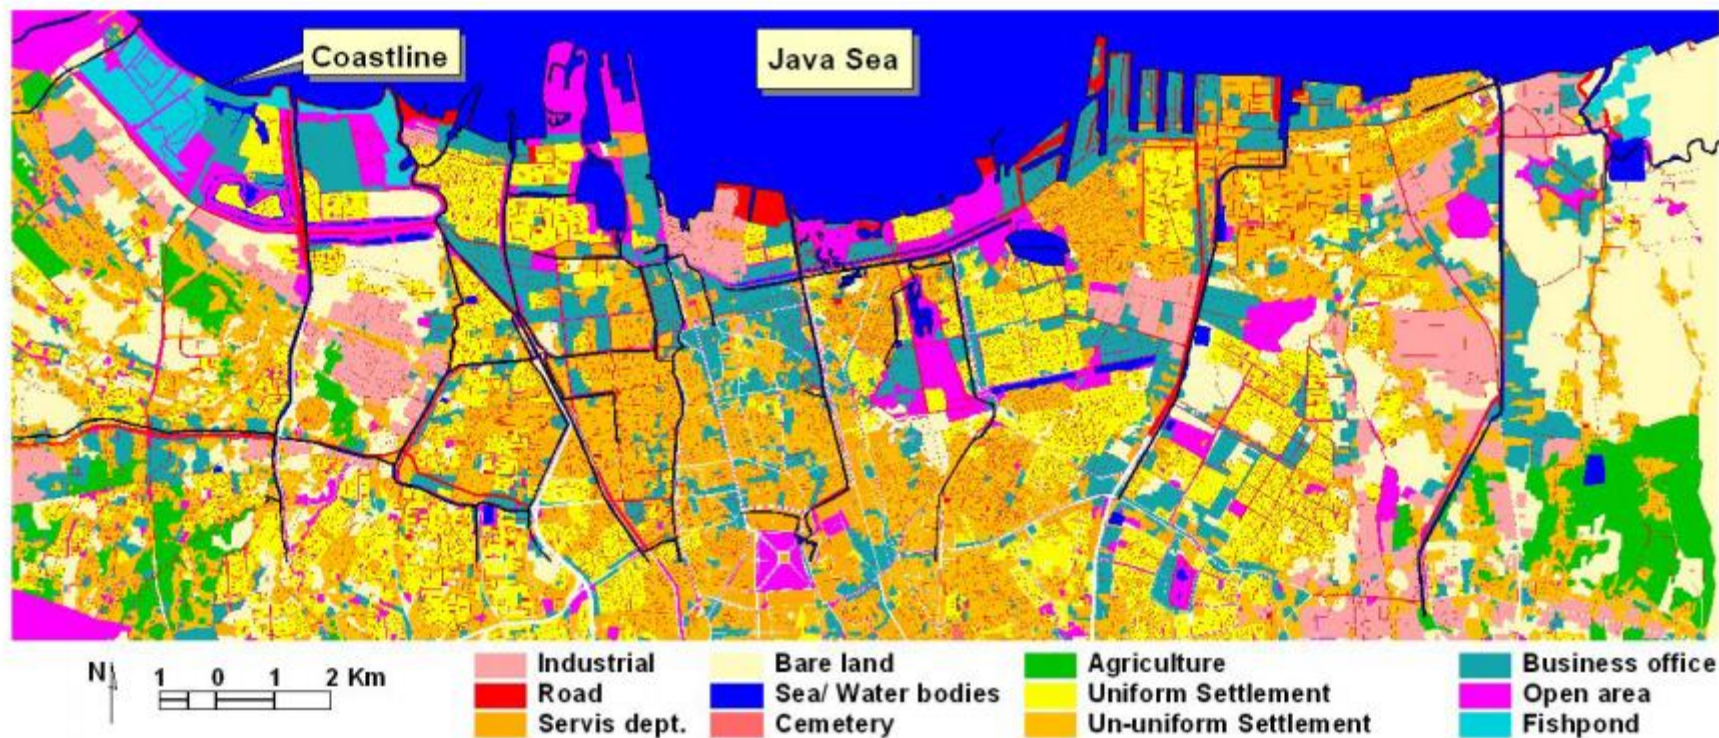 Coastline
Java Sea
N
1 0 1 2 Km
Industrial
Road
Servis dept.
Bare land
Sea/ Water bodies
Cemetery
Agriculture
Uniform Settlement
Un-uniform Settlement
Business office
Open area
Fishpond